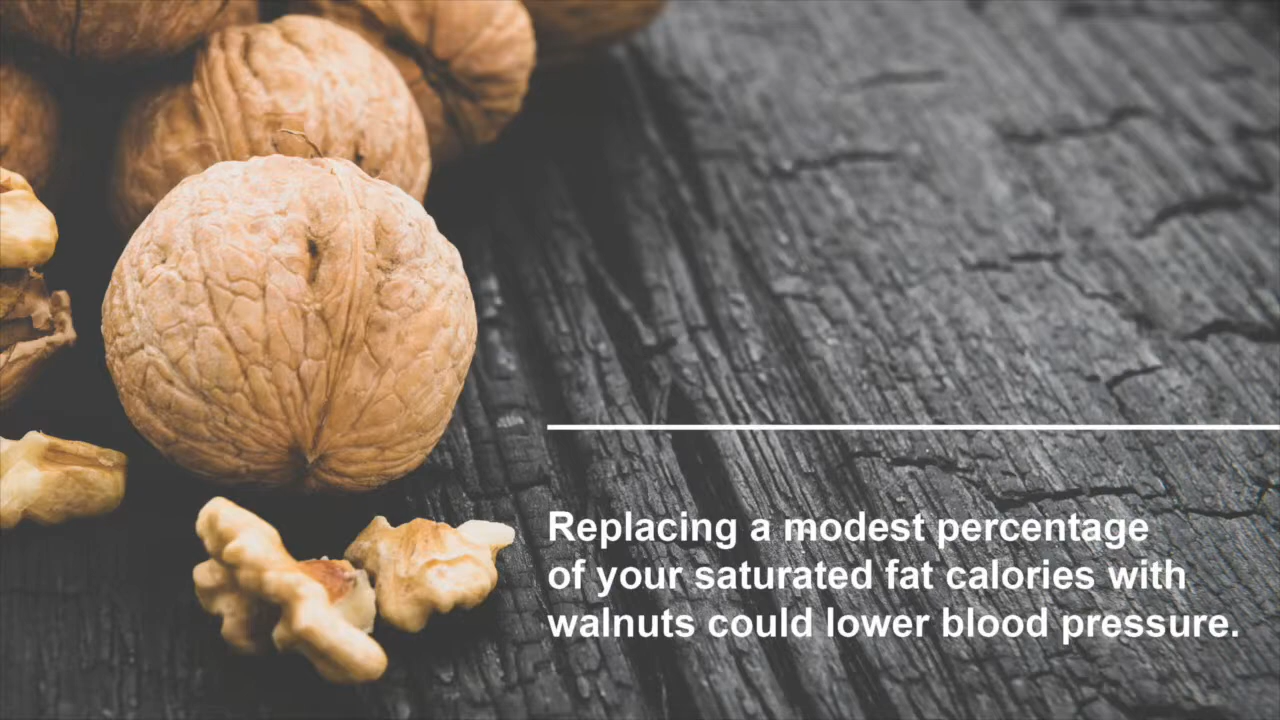 Replacing a modest percentage
of your saturated fat calories with
walnuts could lower blood pressure.